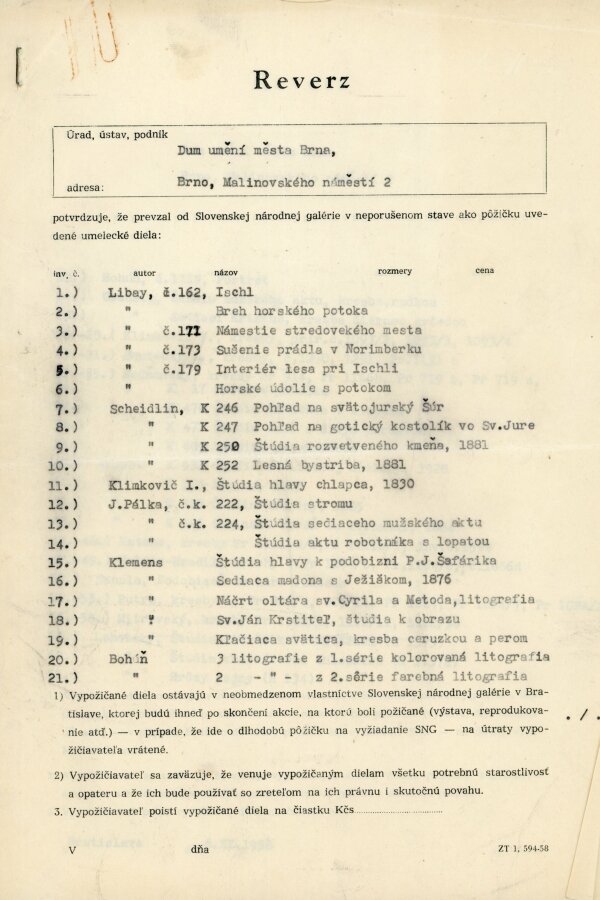 Reverz
Úrad, ústav, podnik
Dum umění města Brna,
adresa: Brno, Malinovského náměstí 2
potvrdzuje, že prevzal od Slovenskej národnej galérie v neporušenom stave ako pôžičku uve-
dené umelecké diela:
inv. č. autor názov rozmery cena
1.) Libay, č.162, Ischl
2.) " Breh horského potoka
3.) " č.171 Námestie stredovekého mesta
4.) " č.173 Sušenie prádla v Norimberku
5.) " č.179 Interiér lesa pri Ischli
6.) " Horské údolie s potokom
7.) Scheidlin, K 246 Pohľad na svätojurský Šúr
8.) " K 247 Pohľad na gotický kostolík vo Sv.Jure
9.) " K 250 Štúdia rozvetveného kmeňa, 1881
10.) " K 252 Lesná bystriba, 1881
11.) Klimkovič I., Štúdia hlavy chlapca, 1830
12.) J.Pálka, č.k. 222, Štúdia stromu
13.) " č.k. 224, Štúdia sediaceho mužského aktu
14.) " Štúdia aktu robotníka s lopatou
15.) Klemens Štúdia hlavy k podobizni P.J.Šafárika
16.) " Sediaca madona s Ježiškom, 1876
17.) " Náčrt oltára sv.Cyrila a Metoda,litografia
18.) " Sv.Ján Krstiteľ, študia k obrazu
19.) " Kľačiaca svätica, kresba ceruzkou a perom
20.) Bohúň 3 litografie z 1.série kolorovaná litografia
21.) " 2 - " - z 2.série farebná litografia
1) Vypožičané diela ostávajú v neobmedzenom vlastníctve Slovenskej národnej galérie v Bra-
tislave, ktorej budú ihneď po skončení akcie, na ktorú boli požičané (výstava, reprodukova-
nie atď.) — v prípade, že ide o dlhodobú pôžičku na vyžiadanie SNG — na útraty vypo-
žičiavateľa vrátené.
./.
2) Vypožičiavateľ sa zaväzuje, že venuje vypožičaným dielam všetku potrebnú starostlivosť
a opateru a že ich bude používať so zreteľom na ich právnu i skutočnú povahu.
3. Vypožičiavateľ poistí vypožičané diela na čiastku Kčs
V dňa ZT 1, 594-58